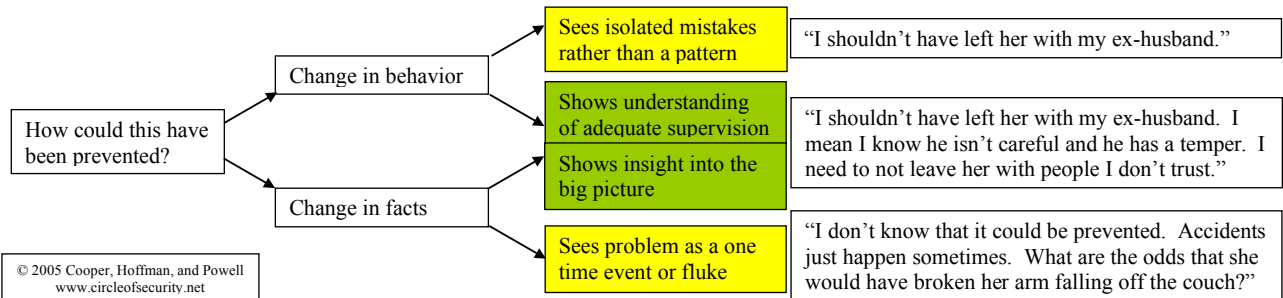 How could this have
been prevented?
Change in behavior
Change in facts
Sees isolated mistakes
rather than a pattern
Shows understanding
of adequate supervision
Shows insight into the
big picture
Sees problem as a one
time event or fluke
“I shouldn’t have left her with my ex-husband.”
“I shouldn’t have left her with my ex-husband.  I
mean I know he isn’t careful and he has a temper.  I
need to not leave her with people I don’t trust.”
“I don’t know that it could be prevented.  Accidents
just happen sometimes.  What are the odds that she
would have broken her arm falling off the couch?”
© 2005 Cooper, Hoffman, and Powell
www.circleofsecurity.net